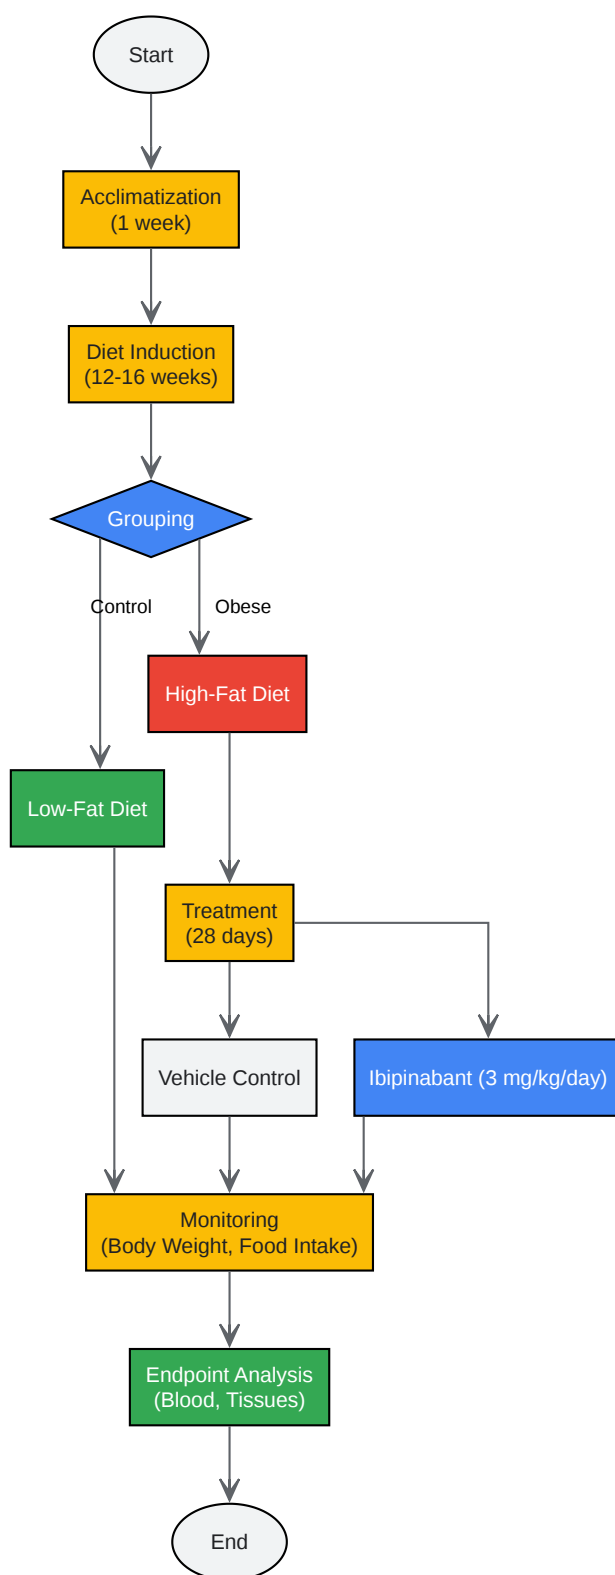 Start
Acclimatization
(1 week)
Diet Induction
(12-16 weeks)
Grouping
Control
Obese
High-Fat Diet
Low-Fat Diet
Treatment
(28 days)
Vehicle Control
Ibipinabant (3 mg/kg/day)
Monitoring
(Body Weight, Food Intake)
Endpoint Analysis
(Blood, Tissues)
End